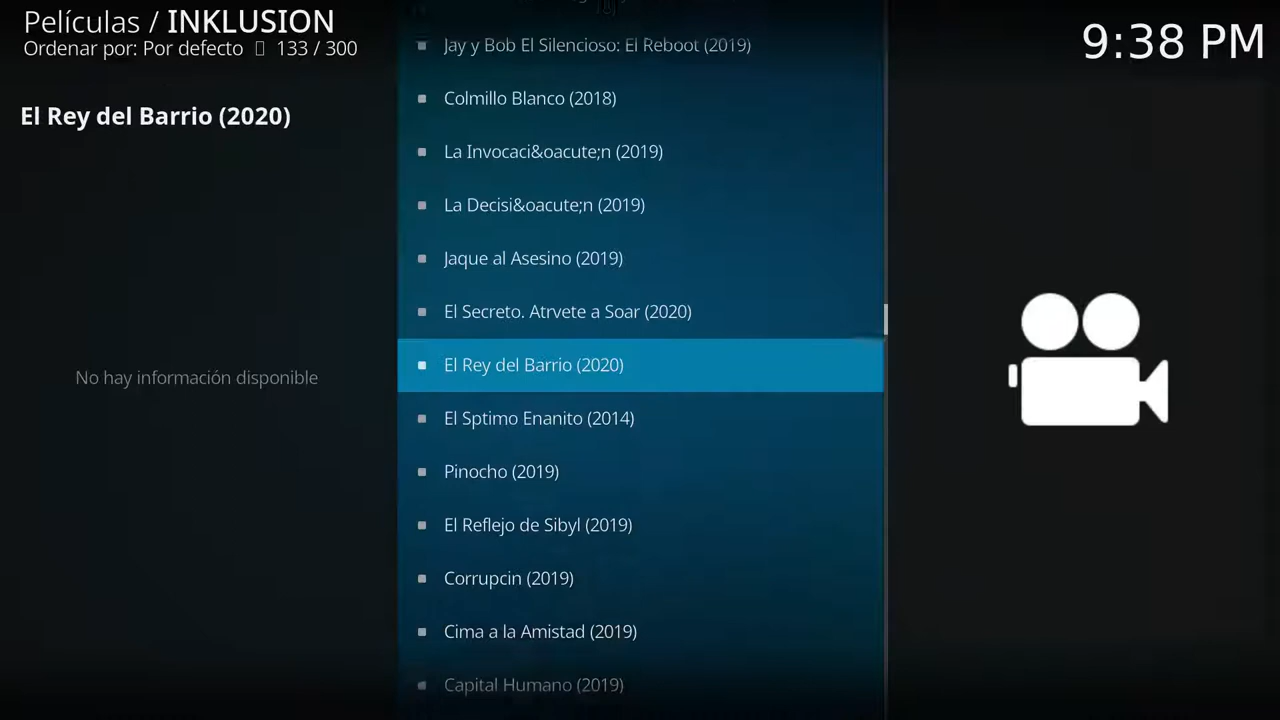 Películas / INKLUSION
Ordenar por: Por defecto 133 / 300
9:38 PM
El Rey del Barrio (2020)
No hay información disponible
Jay y Bob El Silencioso: El Reboot (2019)
Colmillo Blanco (2018)
La Invocaci&oacute;n (2019)
La Decisi&oacute;n (2019)
Jaque al Asesino (2019)
El Secreto. Atrvete a Soar (2020)
El Rey del Barrio (2020)
El Sptimo Enanito (2014)
Pinocho (2019)
El Reflejo de Sibyl (2019)
Corrupcin (2019)
Cima a la Amistad (2019)
Capital Humano (2019)